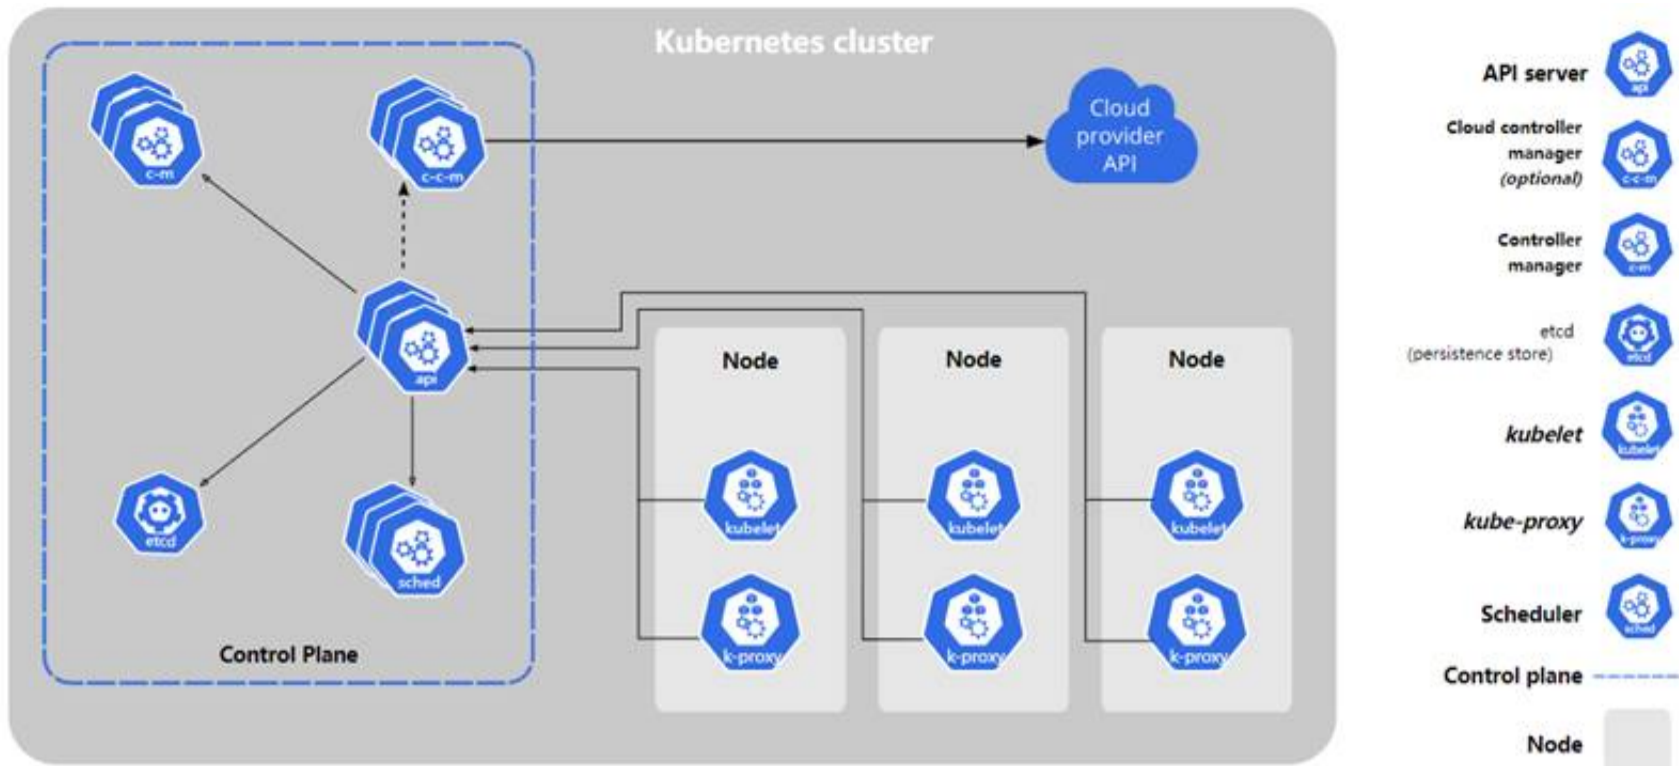 Kubernetes cluster
c-m
c-c-m
Cloud
provider
API
api
etcd
sched
Control Plane
Node
kubelet
k-proxy
Node
kubelet
k-proxy
Node
kubelet
k-proxy
API server
api
Cloud controller
manager
(optional)
c-c-m
Controller
manager
c-m
etcd
(persistence store)
etcd
kubelet
kubelet
kube-proxy
k-proxy
Scheduler
sched
Control plane
Node